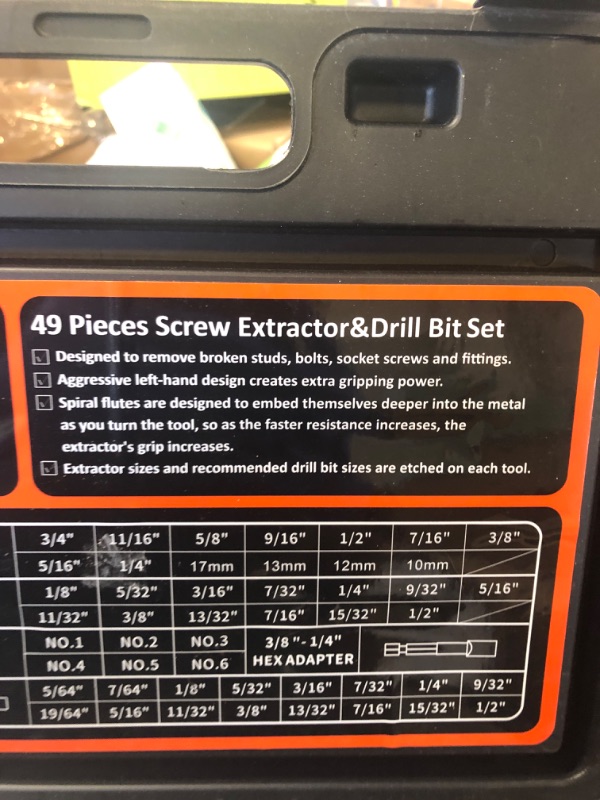 49 Pieces Screw Extractor&Drill Bit Set
Designed to remove broken studs, bolts, socket screws and fittings.
Aggressive left-hand design creates extra gripping power.
Spiral flutes are designed to embed themselves deeper into the metal
as you turn the tool, so as the faster resistance increases, the
extractor's grip increases.
Extractor sizes and recommended drill bit sizes are etched on each tool.
3/4" 11/16" 5/8" 9/16" 1/2" 7/16" 3/8"
5/16" 1/4" 17mm 13mm 12mm 10mm
1/8" 5/32" 3/16" 7/32" 1/4" 9/32" 5/16"
11/32" 3/8" 13/32" 7/16" 15/32" 1/2"
NO.1 NO.2 NO.3 3/8"-1/4"
NO.4 NO.5 NO.6 HEX ADAPTER
5/64" 7/64" 1/8" 5/32" 3/16" 7/32" 1/4" 9/32"
19/64" 5/16" 11/32" 3/8" 13/32" 7/16" 15/32" 1/2"